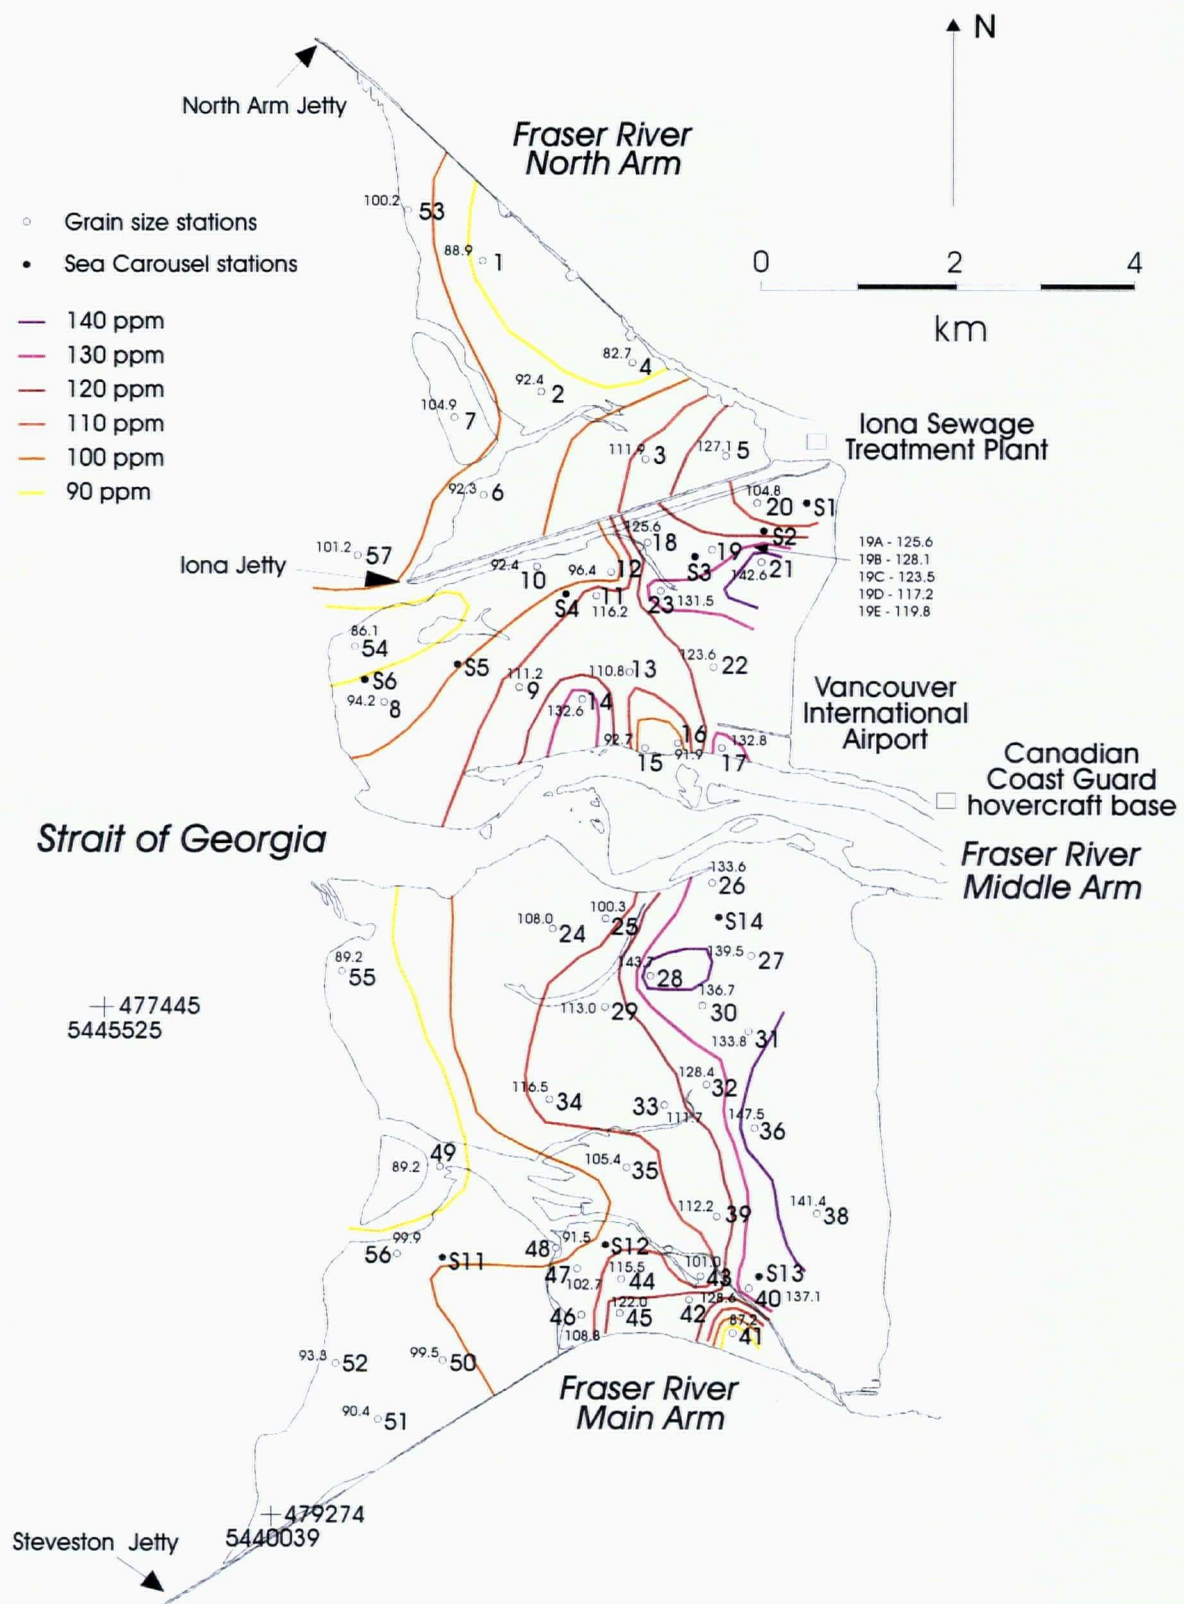 N
North Arm Jetty
Fraser River
North Arm
100.2 53
Grain size stations
Sea Carousel stations
88.9 1
0 2 4
km
140 ppm
130 ppm
120 ppm
110 ppm
100 ppm
90 ppm
82.7 4
92.4 2
104.9 7
Iona Sewage
Treatment Plant
111.9 3
127.1 5
92.3 6
104.8 20 S1
125.6 18
S2
101.2 57
Iona Jetty
92.4 10
96.4 12
S3 19
142.6 21
19A - 125.6
19B - 128.1
19C - 123.5
19D - 117.2
19E - 119.8
S4
11
116.2
23 131.5
86.1
54
S5
S6
94.2 8
111.2
9
110.8 13
123.6
22
132.6 14
Vancouver
International
Airport
92.7
15
16
91.9
132.8
17
Canadian
Coast Guard
hovercraft base
Strait of Georgia
Fraser River
Middle Arm
133.6
26
100.3
25
108.0
24
S14
139.5 27
89.2
55
143.7
28
477445
5445525
113.0 29
136.7
30
133.8 31
128.4
32
116.5
34
33
111.7
147.5
36
49
89.2
105.4
35
112.2 39
141.4
38
99.9
56
S11
91.5
48
S12
47
102.7
115.5
44
101.0
43
S13
40 137.1
46
108.8
122.0
45
128.6
42
87.2
41
93.3 52
99.5 50
90.4 51
Fraser River
Main Arm
479274
5440039
Steveston Jetty